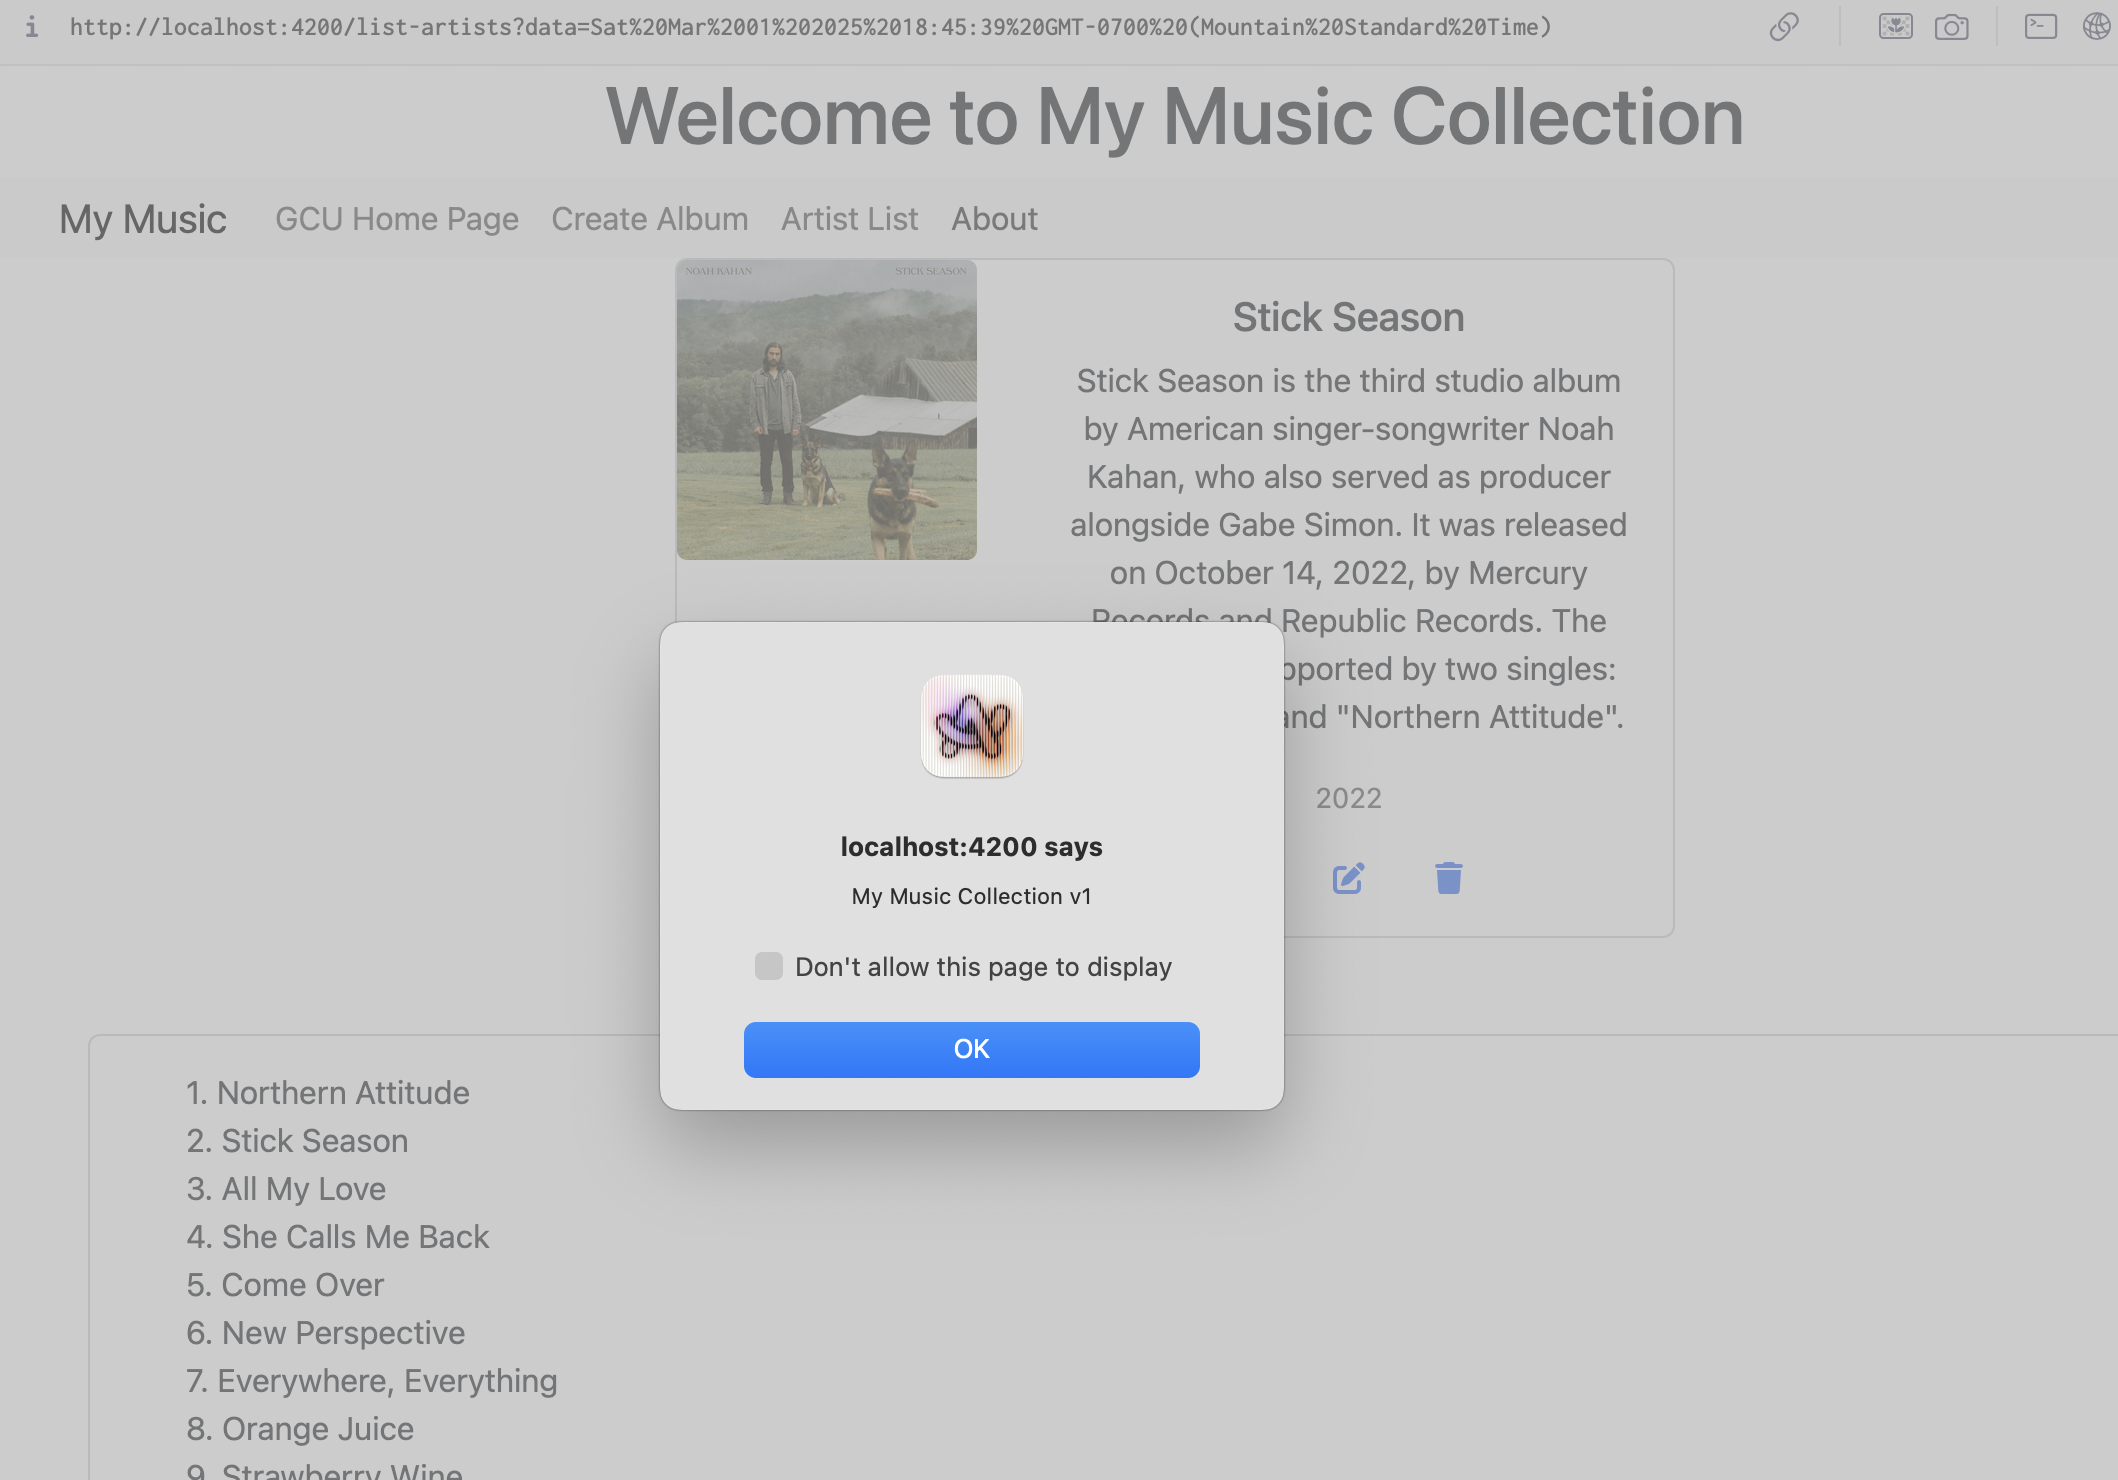 http://localhost:4200/list-artists?data=Sat%20Mar%2001%202025%2018:45:39%20GMT-0700%20(Mountain%20Standard%20Time)
Welcome to My Music Collection
My Music GCU Home Page Create Album Artist List About
NOAH KAHAN STICK SEASON
Stick Season
Stick Season is the third studio album
by American singer-songwriter Noah
Kahan, who also served as producer
alongside Gabe Simon. It was released
on October 14, 2022, by Mercury
Records and Republic Records. The
by two singles:
and "Northern Attitude".
2022
localhost:4200 says
My Music Collection v1
Don't allow this page to display
OK
1. Northern Attitude
2. Stick Season
3. All My Love
4. She Calls Me Back
5. Come Over
6. New Perspective
7. Everywhere, Everything
8. Orange Juice
9. Strawberry Wine